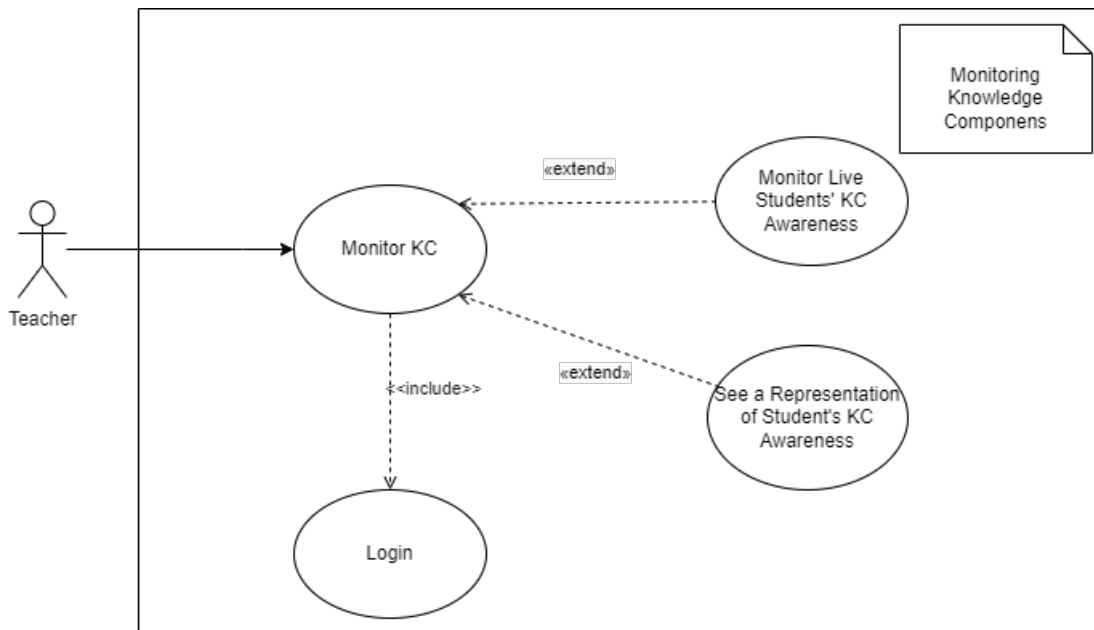 Monitoring
Knowledge
Componens
«extend»
Monitor Live
Students' KC
Awareness
Monitor KC
Teacher
«extend»
<<include>>
See a Representation
of Student's KC
Awareness
Login